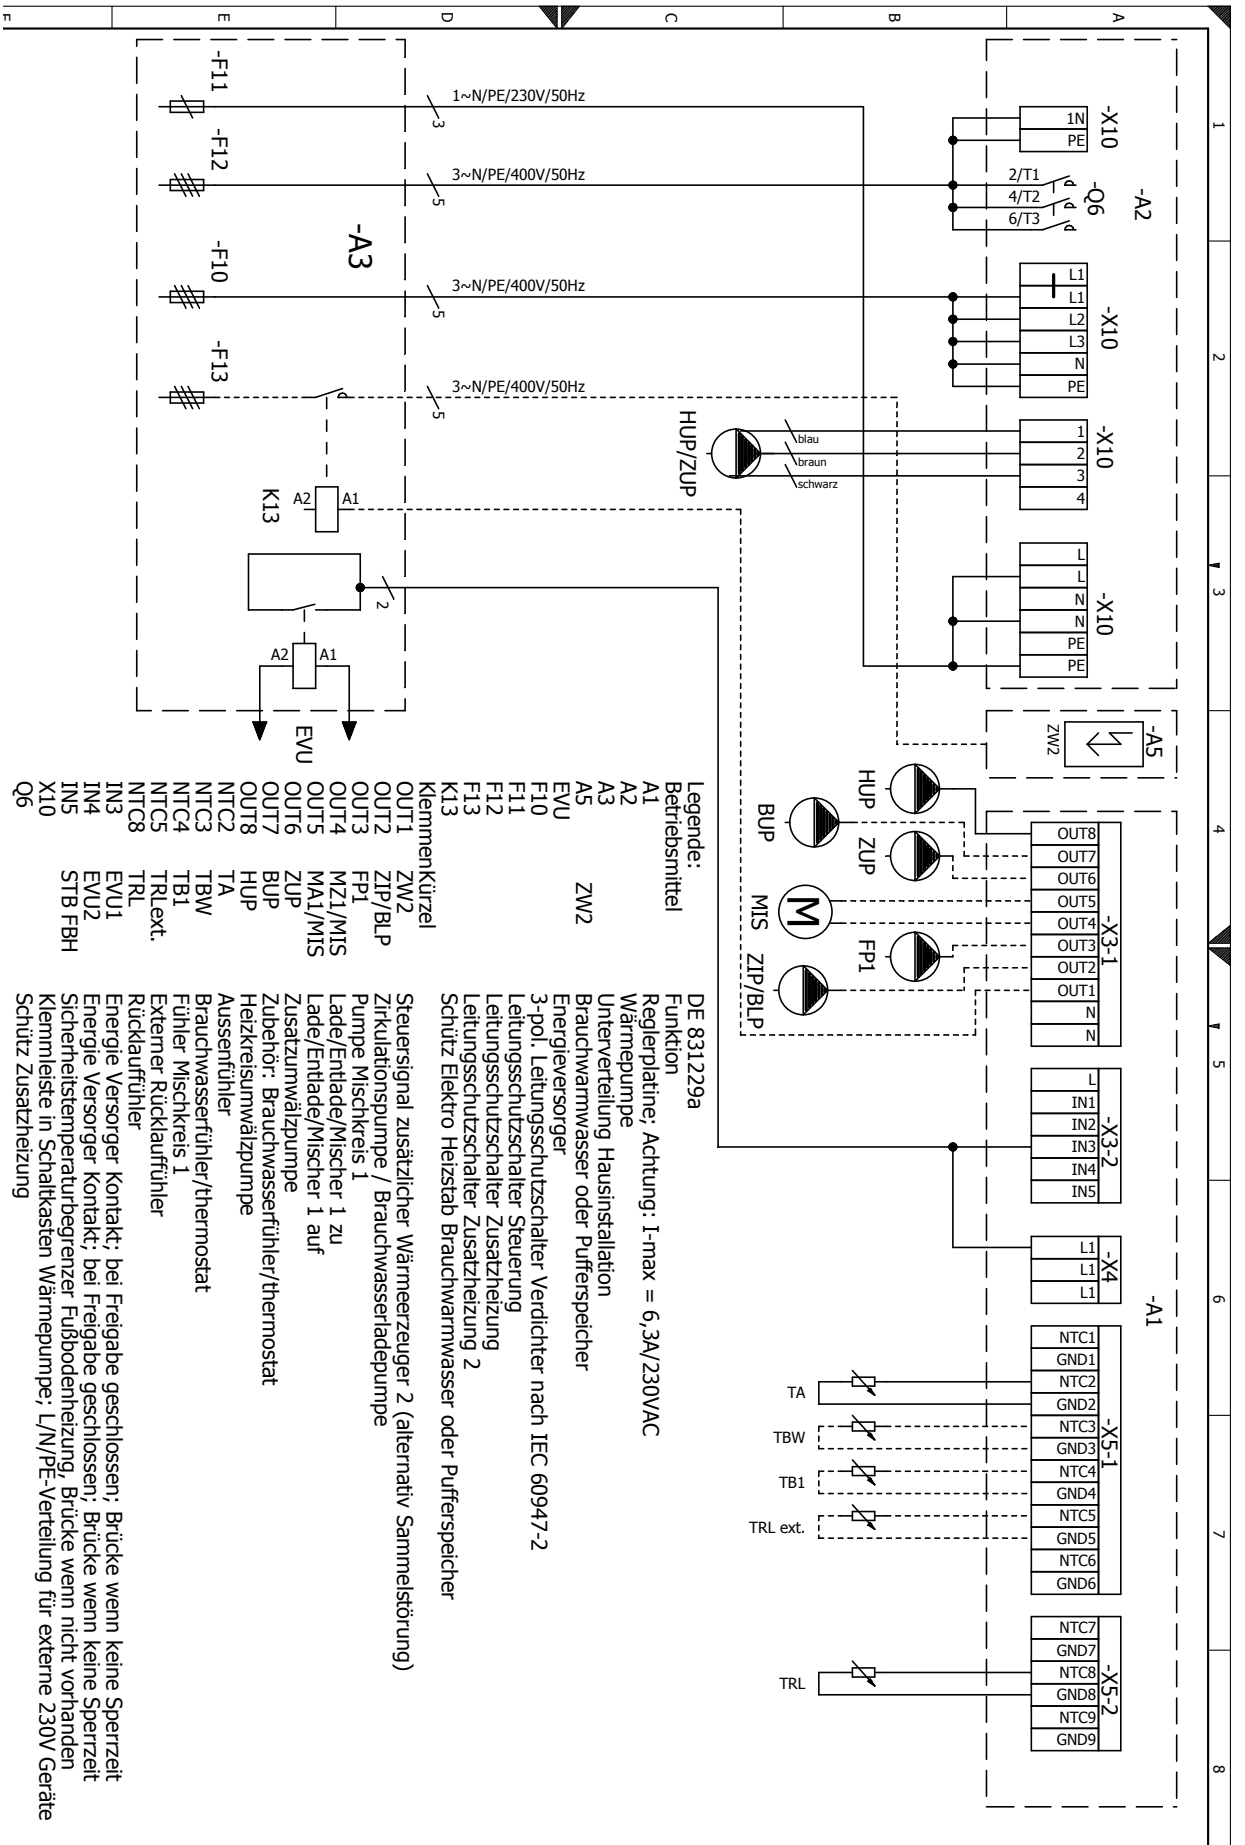 A
B
C
D
E
F
1
2
3
4
5
6
7
8
-A2
-X10
1N
PE
-Q6
2/T1
4/T2
6/T3
-X10
L1
L1
L2
L3
N
PE
-X10
1
2
3
4
-X10
L
L
N
N
PE
PE
-A5
ZW2
-A1
-X3-1
OUT8
OUT7
OUT6
OUT5
OUT4
OUT3
OUT2
OUT1
N
N
-X3-2
L
IN1
IN2
IN3
IN4
IN5
-X4
L1
L1
L1
-X5-1
NTC1
GND1
NTC2
GND2
NTC3
GND3
NTC4
GND4
NTC5
GND5
NTC6
GND6
-X5-2
NTC7
GND7
NTC8
GND8
NTC9
GND9
blau
braun
schwarz
HUP/ZUP
HUP
BUP
ZUP
M
MIS
FP1
ZIP/BLP
TA
TBW
TB1
TRL ext.
TRL
1~N/PE/230V/50Hz
3
3~N/PE/400V/50Hz
5
3~N/PE/400V/50Hz
5
3~N/PE/400V/50Hz
5
2
-A3
-F11
-F12
-F10
-F13
A2 A1
K13
A2 A1
EVU
Legende: DE 831229a
Betriebsmittel Funktion
A1 Reglerplatine; Achtung: I-max = 6,3A/230VAC
A2 Wärmepumpe
A3 Unterverteilung Hausinstallation
A5 ZW2 Brauchwarmwasser oder Pufferspeicher
EVU Energieversorger
F10 3-pol. Leitungsschutzschalter Verdichter nach IEC 60947-2
F11 Leitungsschutzschalter Steuerung
F12 Leitungsschutzschalter Zusatzheizung
F13 Leitungsschutzschalter Zusatzheizung 2
K13 Schütz Elektro Heizstab Brauchwarmwasser oder Pufferspeicher
Klemmen Kürzel
OUT1 ZW2 Steuersignal zusätzlicher Wärmeerzeuger 2 (alternativ Sammelstörung)
OUT2 ZIP/BLP Zirkulationspumpe / Brauchwasserladepumpe
OUT3 FP1 Pumpe Mischkreis 1
OUT4 MZ1/MIS Lade/Entlade/Mischer 1 zu
OUT5 MA1/MIS Lade/Entlade/Mischer 1 auf
OUT6 ZUP Zusatzumwälzpumpe
OUT7 BUP Zubehör: Brauchwasserfühler/thermostat
OUT8 HUP Heizkreisumwälzpumpe
NTC2 TA Aussenfühler
NTC3 TBW Brauchwasserfühler/thermostat
NTC4 TB1 Fühler Mischkreis 1
NTC5 TRLext. Externer Rücklauffühler
NTC8 TRL Rücklauffühler
IN3 EVU1 Energie Versorger Kontakt; bei Freigabe geschlossen; Brücke wenn keine Sperrzeit
IN4 EVU2 Energie Versorger Kontakt; bei Freigabe geschlossen; Brücke wenn keine Sperrzeit
IN5 STB FBH Sicherheitstemperaturbegrenzer Fußbodenheizung, Brücke wenn nicht vorhanden
X10 Klemmleiste in Schaltkasten Wärmepumpe; L/N/PE-Verteilung für externe 230V Geräte
Q6 Schütz Zusatzheizung